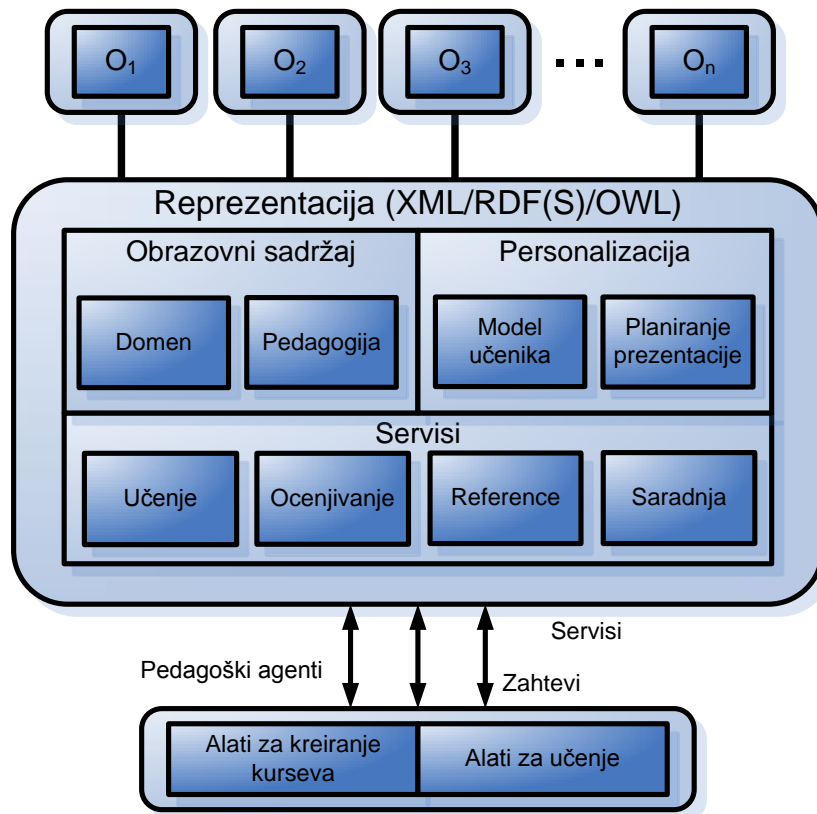 O1 O2 O3 ... On
Reprezentacija (XML/RDF(S)/OWL)
Obrazovni sadržaj
Personalizacija
Domen
Pedagogija
Model
učenika
Planiranje
prezentacije
Servisi
Učenje
Ocenjivanje
Reference
Saradnja
Servisi
Pedagoški agenti
Zahtevi
Alati za kreiranje
kurseva
Alati za učenje